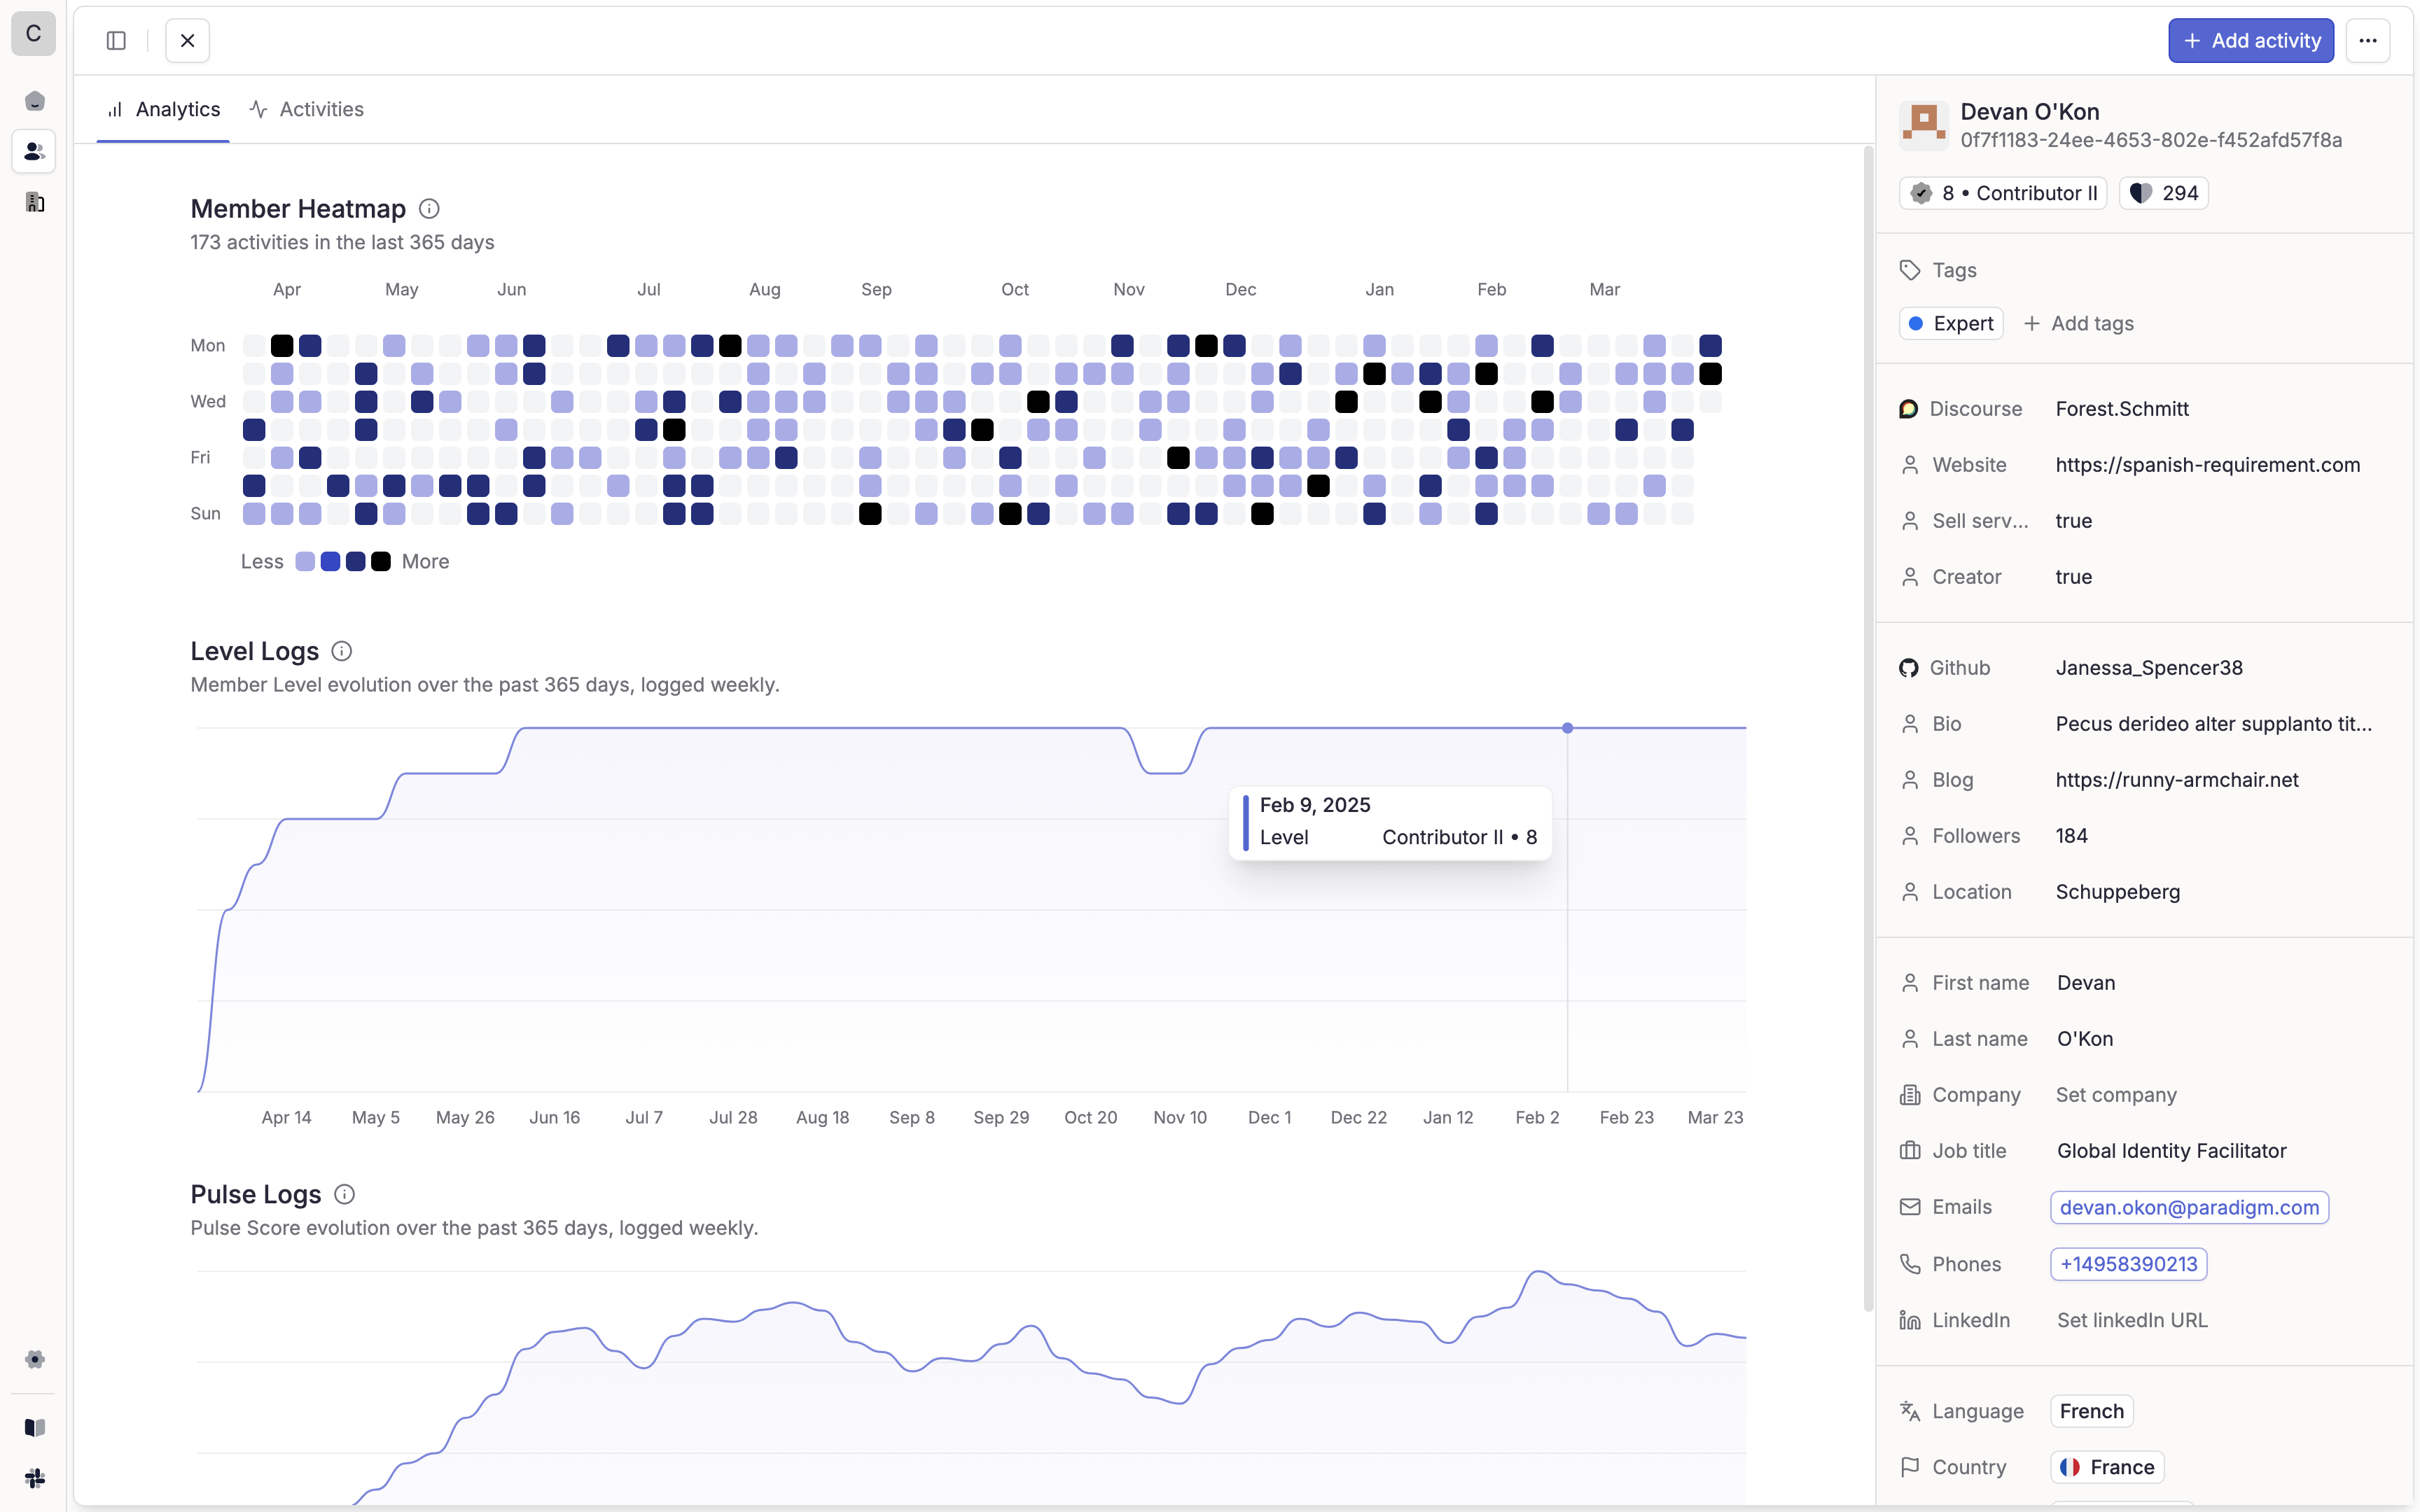 C
Add activity
Analytics
Activities
Member Heatmap
173 activities in the last 365 days
Apr May Jun Jul Aug Sep Oct Nov Dec Jan Feb Mar
Mon
Wed
Fri
Sun
Less More
Level Logs
Member Level evolution over the past 365 days, logged weekly.
Feb 9, 2025
Level Contributor II • 8
Apr 14 May 5 May 26 Jun 16 Jul 7 Jul 28 Aug 18 Sep 8 Sep 29 Oct 20 Nov 10 Dec 1 Dec 22 Jan 12 Feb 2 Feb 23 Mar 23
Pulse Logs
Pulse Score evolution over the past 365 days, logged weekly.
Devan O'Kon
0f7f1183-24ee-4653-802e-f452afd57f8a
8 • Contributor II 294
Tags
Expert + Add tags
Discourse Forest.Schmitt
Website https://spanish-requirement.com
Sell serv... true
Creator true
Github Janessa_Spencer38
Bio Pecus derideo alter supplanto tit...
Blog https://runny-armchair.net
Followers 184
Location Schuppeberg
First name Devan
Last name O'Kon
Company Set company
Job title Global Identity Facilitator
Emails devan.okon@paradigm.com
Phones +14958390213
LinkedIn Set linkedIn URL
Language French
Country France